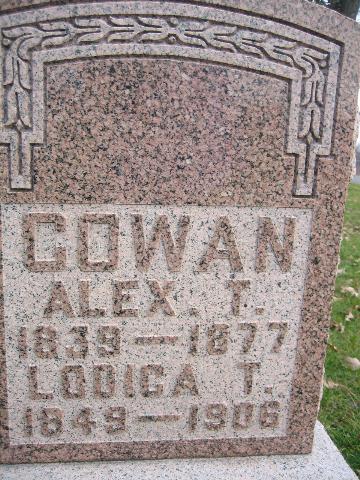 COWAN
ALEX. T.
1839 — 1877
LODICA T.
1849 — 1906